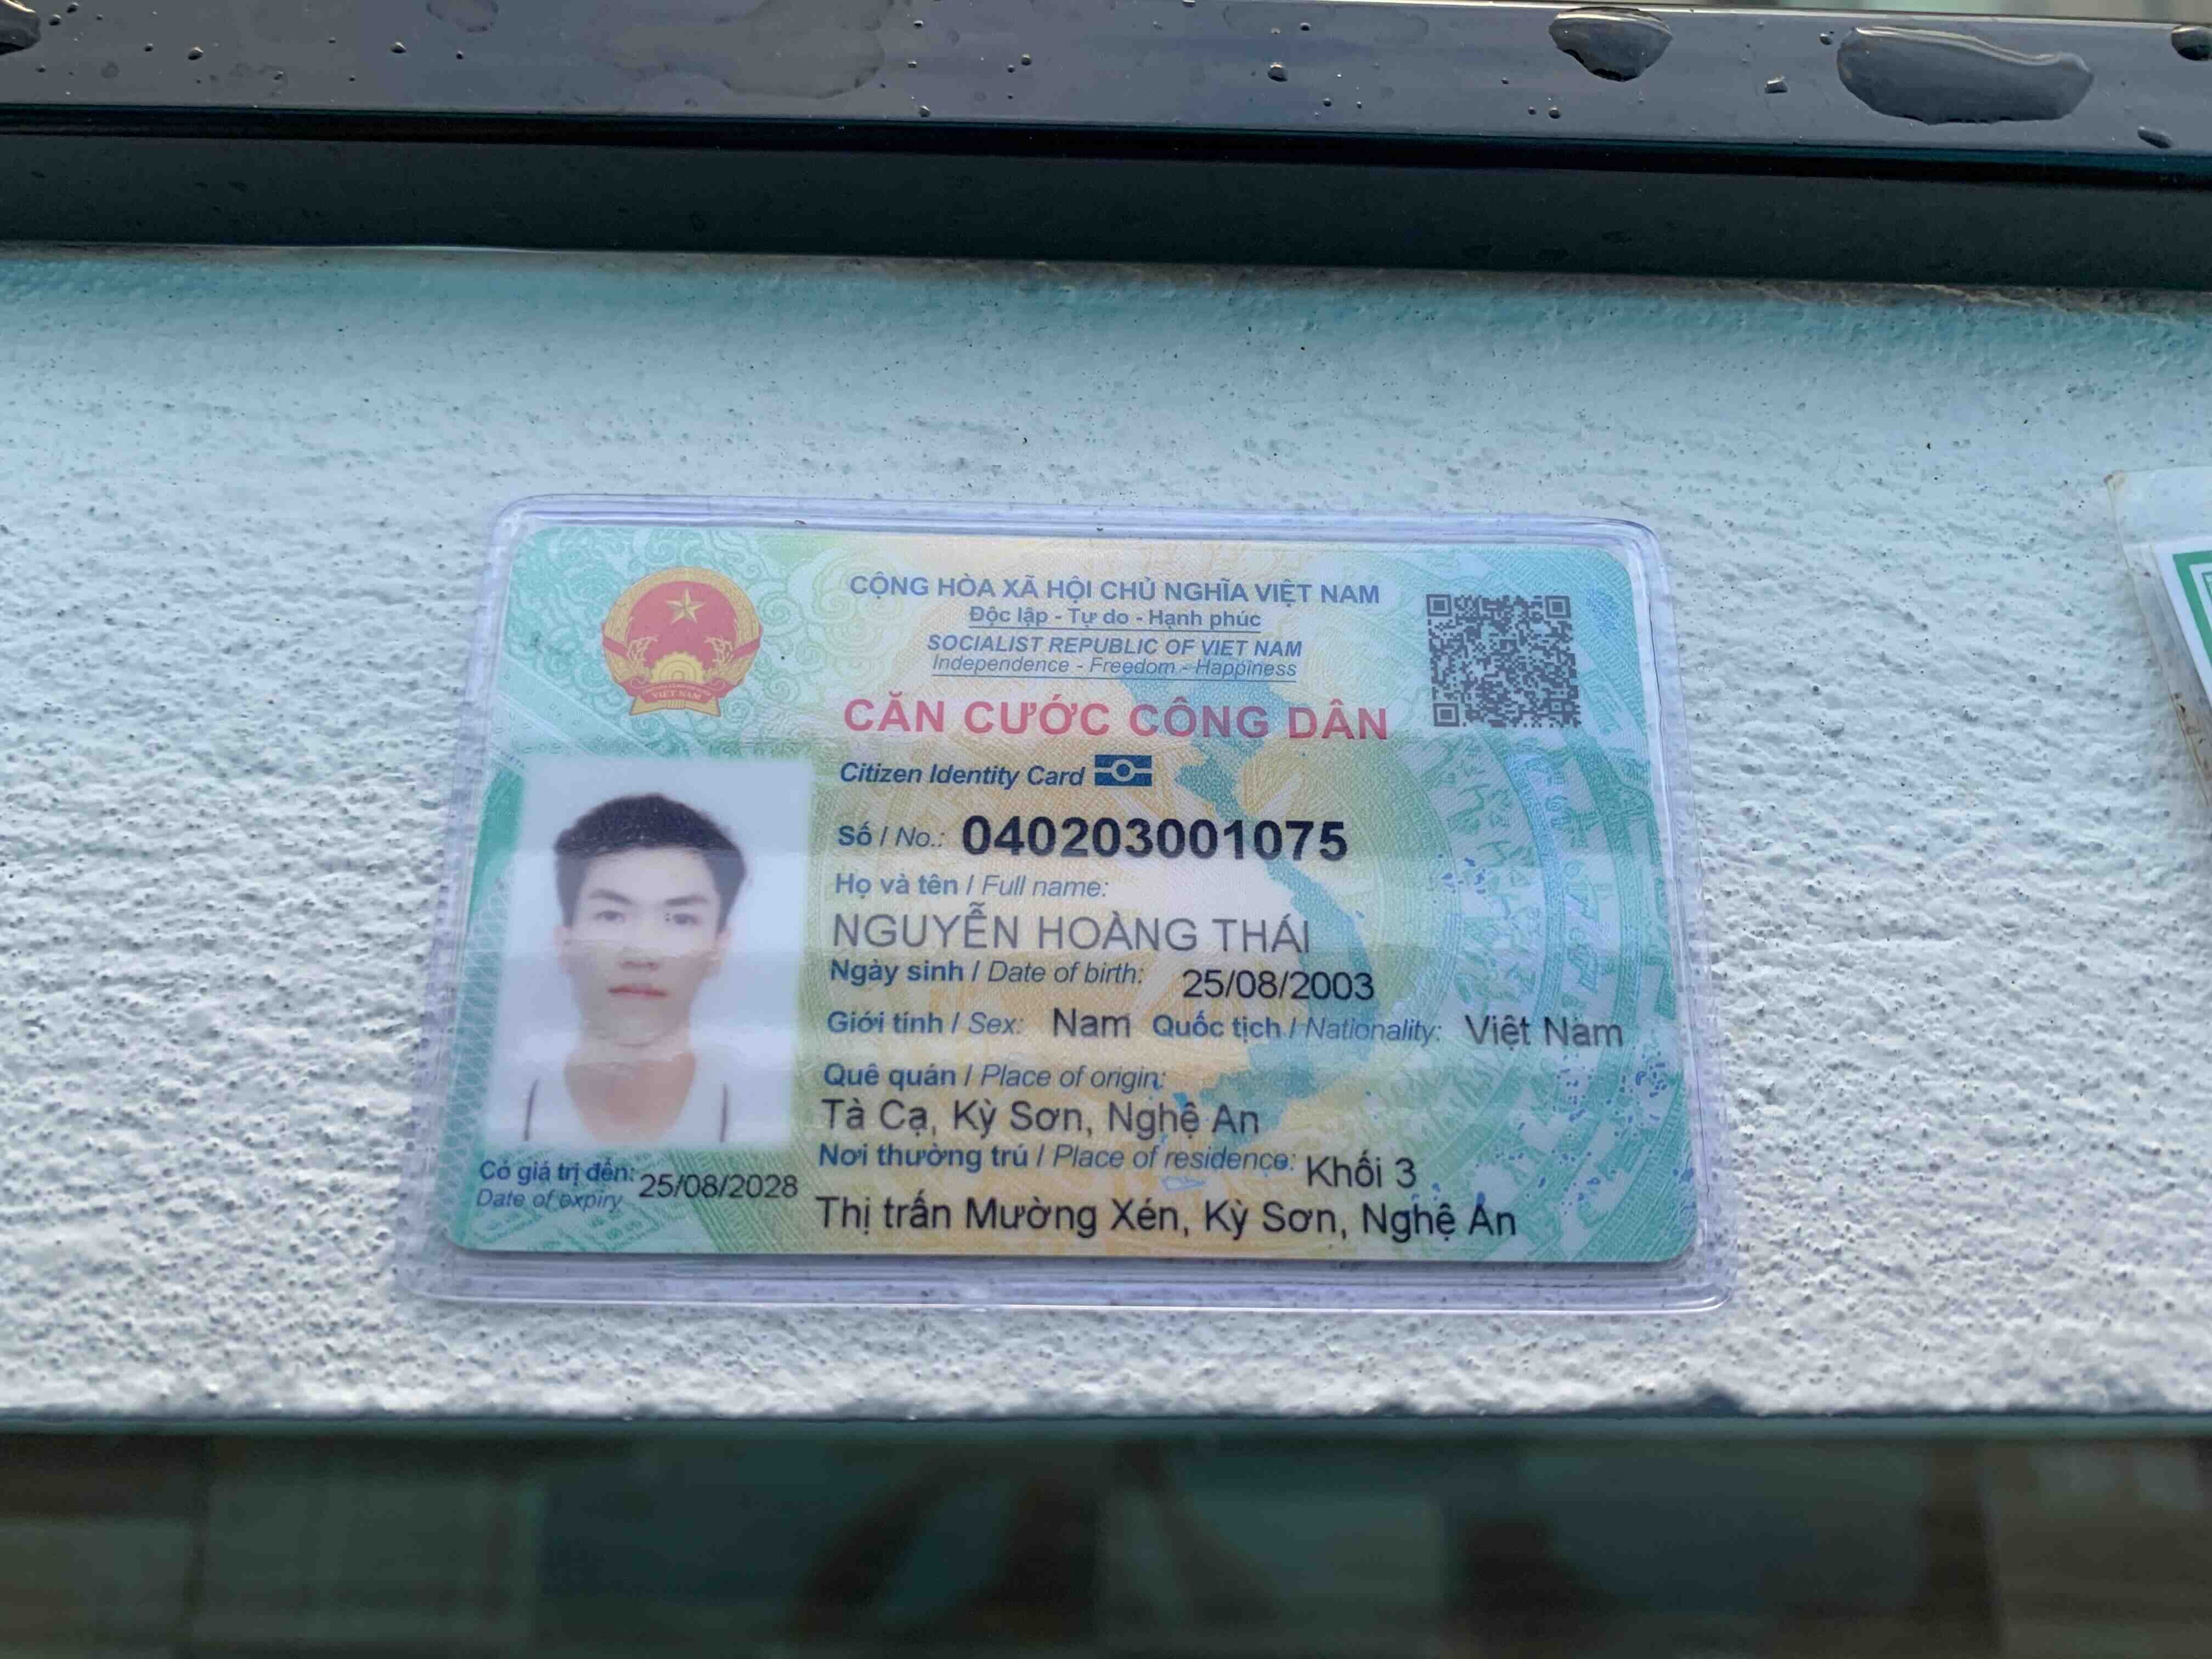 CỘNG HÒA XÃ HỘI CHỦ NGHĨA VIỆT NAM
Độc lập - Tự do - Hạnh phúc
SOCIALIST REPUBLIC OF VIET NAM
Independence - Freedom - Happiness
CĂN CƯỚC CÔNG DÂN
Citizen Identity Card
Số / No.: 040203001075
Họ và tên / Full name:
NGUYỄN HOÀNG THÁI
Ngày sinh / Date of birth: 25/08/2003
Giới tính / Sex: Nam Quốc tịch / Nationality: Việt Nam
Quê quán / Place of origin:
Tà Cạ, Kỳ Sơn, Nghệ An
Nơi thường trú / Place of residence: Khối 3
Thị trấn Mường Xén, Kỳ Sơn, Nghệ An
Có giá trị đến: 25/08/2028
Date of expiry
VIỆT NAM